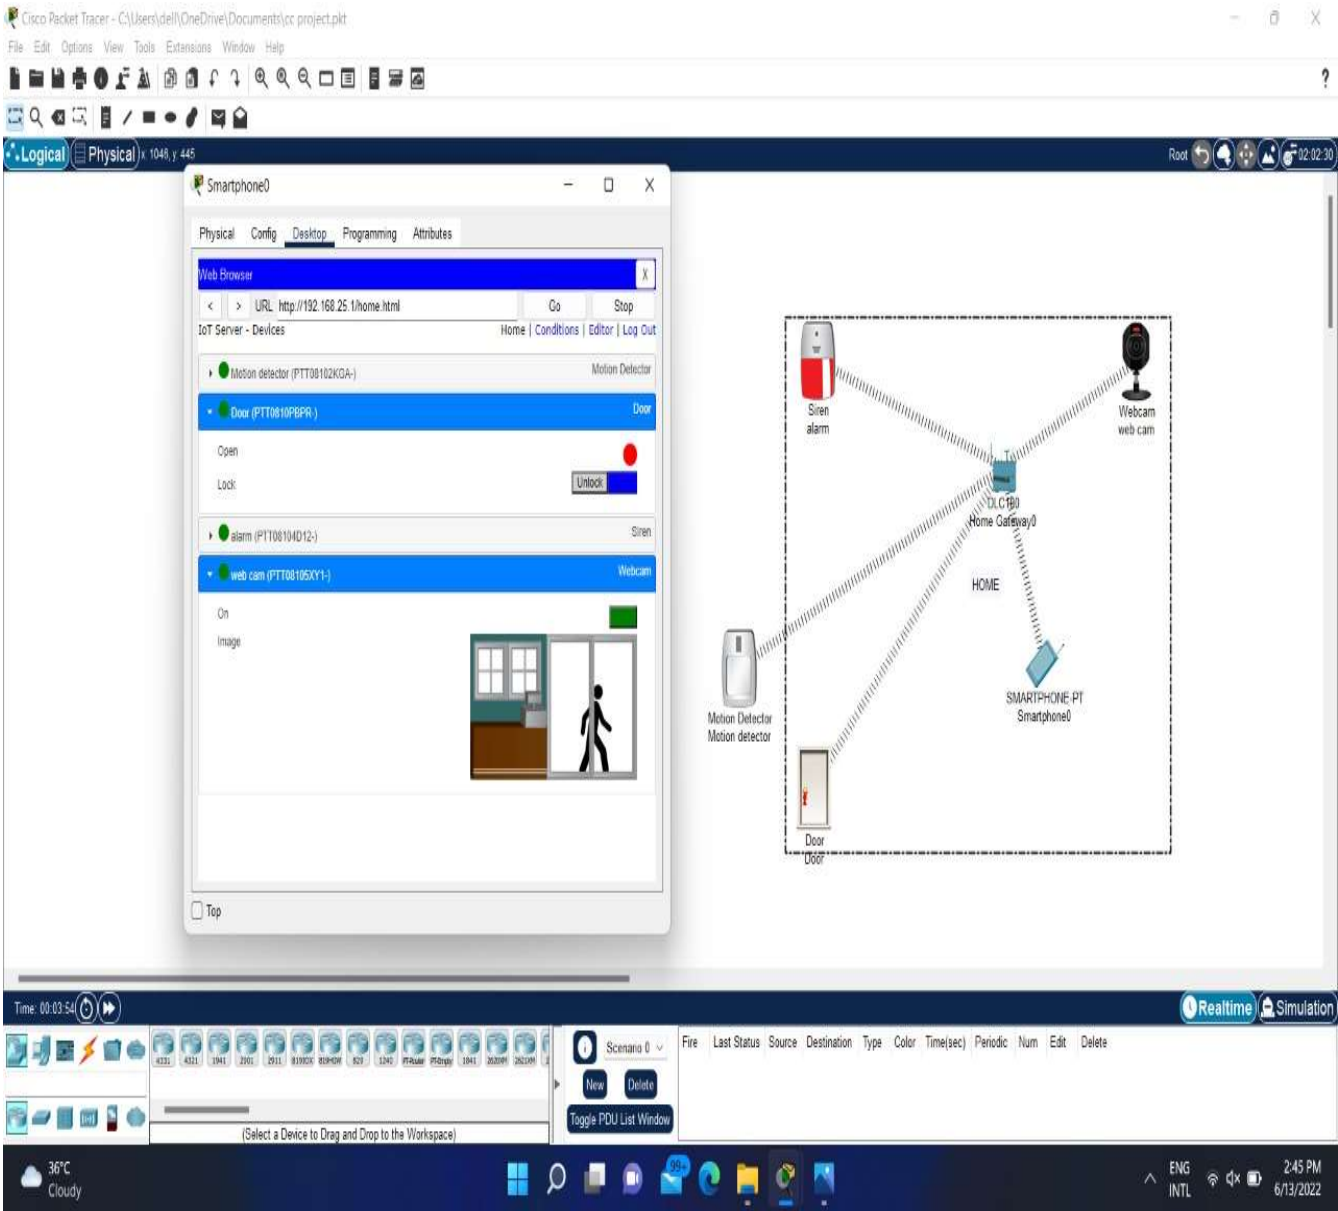 Cisco Packet Tracer - C:\Users\dell\OneDrive\Documents\cc project.pkt
File Edit Options View Tools Extensions Window Help
?
Logical Physical x: 1046, y: 445
Root 02:02:30
Smartphone0
Physical Config Desktop Programming Attributes
Web Browser X
< > URL http://192.168.25.1/home.html Go Stop
IoT Server - Devices Home | Conditions | Editor | Log Out
Motion detector (PTT08102KGA-) Motion Detector
Door (PTT0810PBPR-) Door
Open
Lock Unlock
alarm (PTT08104D12-) Siren
web cam (PTT08105XY1-) Webcam
On
Image
Top
Siren
alarm
Webcam
web cam
DLC100
Home Gateway0
HOME
SMARTPHONE-PT
Smartphone0
Motion Detector
Motion detector
Door
Door
Time: 00:03:54
Realtime Simulation
4331 4321 1941 2901 2911 819IOX 819HGW 829 1240 PT-Router PT-Empty 1841 2620XM 2621XM
(Select a Device to Drag and Drop to the Workspace)
Scenario 0
New Delete
Toggle PDU List Window
Fire Last Status Source Destination Type Color Time(sec) Periodic Num Edit Delete
36°C
Cloudy
99+
ENG
INTL
2:45 PM
6/13/2022